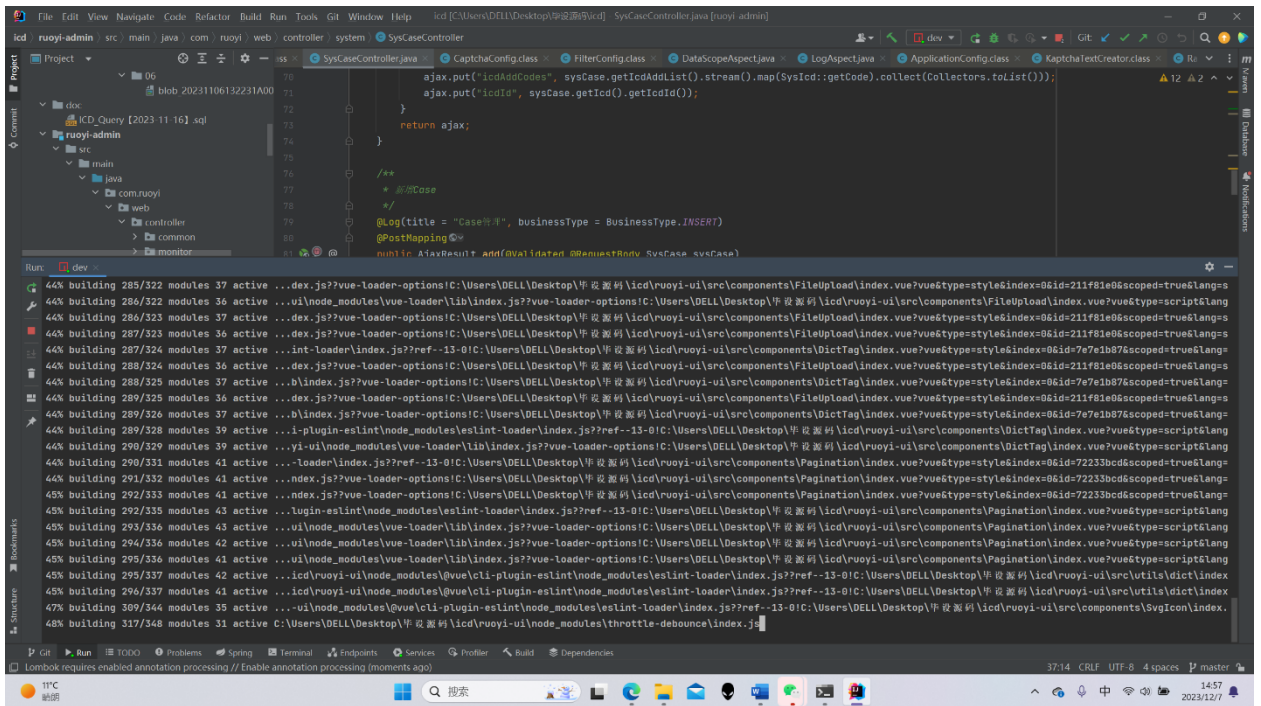 File Edit View Navigate Code Refactor Build Run Tools Git Window Help icd [C:\Users\DELL\Desktop\毕设源码\icd] - SysCaseController.java [ruoyi-admin]
icd ruoyi-admin src main java com ruoyi web controller system SysCaseController dev Git:
Project SysCaseController.java CaptchaConfig.class FilterConfig.class DataScopeAspect.java LogAspect.java ApplicationConfig.class KaptchaTextCreator.class
06
blob_20231106132231A00
doc
ICD_Query【2023-11-16】.sql
ruoyi-admin
src
main
java
com.ruoyi
web
controller
common
monitor
70 ajax.put("icdAddCodes", sysCase.getIcdAddList().stream().map(SysIcd::getCode).collect(Collectors.toList()));
71 ajax.put("icdId", sysCase.getIcd().getIcdId());
72 }
73 return ajax;
74 }
75
76 /**
77 * 新增Case
78 */
79 @Log(title = "Case管理", businessType = BusinessType.INSERT)
80 @PostMapping
81 public AjaxResult add(@Validated @RequestBody SysCase sysCase)
12 2
Project
Commit
Bookmarks
Structure
Maven
Database
Notifications
Run: dev
44% building 285/322 modules 37 active ...dex.js??vue-loader-options!C:\Users\DELL\Desktop\毕设源码\icd\ruoyi-ui\src\components\FileUpload\index.vue?vue&type=style&index=0&id=211f81e0&scoped=true&lang=s
44% building 286/322 modules 36 active ...ui\node_modules\vue-loader\lib\index.js??vue-loader-options!C:\Users\DELL\Desktop\毕设源码\icd\ruoyi-ui\src\components\FileUpload\index.vue?vue&type=script&lang
44% building 286/323 modules 37 active ...dex.js??vue-loader-options!C:\Users\DELL\Desktop\毕设源码\icd\ruoyi-ui\src\components\FileUpload\index.vue?vue&type=style&index=0&id=211f81e0&scoped=true&lang=s
44% building 287/323 modules 36 active ...dex.js??vue-loader-options!C:\Users\DELL\Desktop\毕设源码\icd\ruoyi-ui\src\components\FileUpload\index.vue?vue&type=style&index=0&id=211f81e0&scoped=true&lang=s
44% building 287/324 modules 37 active ...int-loader\index.js??ref--13-0!C:\Users\DELL\Desktop\毕设源码\icd\ruoyi-ui\src\components\DictTag\index.vue?vue&type=style&index=0&id=7e7e1b87&scoped=true&lang=
44% building 288/324 modules 36 active ...dex.js??vue-loader-options!C:\Users\DELL\Desktop\毕设源码\icd\ruoyi-ui\src\components\FileUpload\index.vue?vue&type=style&index=0&id=211f81e0&scoped=true&lang=s
44% building 288/325 modules 37 active ...b\index.js??vue-loader-options!C:\Users\DELL\Desktop\毕设源码\icd\ruoyi-ui\src\components\DictTag\index.vue?vue&type=style&index=0&id=7e7e1b87&scoped=true&lang=
44% building 289/325 modules 36 active ...dex.js??vue-loader-options!C:\Users\DELL\Desktop\毕设源码\icd\ruoyi-ui\src\components\FileUpload\index.vue?vue&type=style&index=0&id=211f81e0&scoped=true&lang=s
44% building 289/326 modules 37 active ...b\index.js??vue-loader-options!C:\Users\DELL\Desktop\毕设源码\icd\ruoyi-ui\src\components\DictTag\index.vue?vue&type=style&index=0&id=7e7e1b87&scoped=true&lang=
44% building 289/328 modules 39 active ...i-plugin-eslint\node_modules\eslint-loader\index.js??ref--13-0!C:\Users\DELL\Desktop\毕设源码\icd\ruoyi-ui\src\components\DictTag\index.vue?vue&type=script&lang
44% building 290/329 modules 39 active ...yi-ui\node_modules\vue-loader\lib\index.js??vue-loader-options!C:\Users\DELL\Desktop\毕设源码\icd\ruoyi-ui\src\components\DictTag\index.vue?vue&type=script&lang
44% building 290/331 modules 41 active ...-loader\index.js??ref--13-0!C:\Users\DELL\Desktop\毕设源码\icd\ruoyi-ui\src\components\Pagination\index.vue?vue&type=style&index=0&id=72233bcd&scoped=true&lang=
44% building 291/332 modules 41 active ...ndex.js??vue-loader-options!C:\Users\DELL\Desktop\毕设源码\icd\ruoyi-ui\src\components\Pagination\index.vue?vue&type=style&index=0&id=72233bcd&scoped=true&lang=
45% building 292/333 modules 41 active ...ndex.js??vue-loader-options!C:\Users\DELL\Desktop\毕设源码\icd\ruoyi-ui\src\components\Pagination\index.vue?vue&type=style&index=0&id=72233bcd&scoped=true&lang=
45% building 292/335 modules 43 active ...lugin-eslint\node_modules\eslint-loader\index.js??ref--13-0!C:\Users\DELL\Desktop\毕设源码\icd\ruoyi-ui\src\components\Pagination\index.vue?vue&type=script&lang
45% building 293/336 modules 43 active ...ui\node_modules\vue-loader\lib\index.js??vue-loader-options!C:\Users\DELL\Desktop\毕设源码\icd\ruoyi-ui\src\components\Pagination\index.vue?vue&type=script&lang
45% building 294/336 modules 42 active ...ui\node_modules\vue-loader\lib\index.js??vue-loader-options!C:\Users\DELL\Desktop\毕设源码\icd\ruoyi-ui\src\components\Pagination\index.vue?vue&type=script&lang
45% building 295/336 modules 41 active ...ui\node_modules\vue-loader\lib\index.js??vue-loader-options!C:\Users\DELL\Desktop\毕设源码\icd\ruoyi-ui\src\components\Pagination\index.vue?vue&type=script&lang
45% building 295/337 modules 42 active ...icd\ruoyi-ui\node_modules\@vue\cli-plugin-eslint\node_modules\eslint-loader\index.js??ref--13-0!C:\Users\DELL\Desktop\毕设源码\icd\ruoyi-ui\src\utils\dict\index
45% building 296/337 modules 41 active ...icd\ruoyi-ui\node_modules\@vue\cli-plugin-eslint\node_modules\eslint-loader\index.js??ref--13-0!C:\Users\DELL\Desktop\毕设源码\icd\ruoyi-ui\src\utils\dict\index
47% building 309/344 modules 35 active ...-ui\node_modules\@vue\cli-plugin-eslint\node_modules\eslint-loader\index.js??ref--13-0!C:\Users\DELL\Desktop\毕设源码\icd\ruoyi-ui\src\components\SvgIcon\index.
48% building 317/348 modules 31 active C:\Users\DELL\Desktop\毕设源码\icd\ruoyi-ui\node_modules\throttle-debounce\index.js
Git Run TODO Problems Spring Terminal Endpoints Services Profiler Build Dependencies
Lombok requires enabled annotation processing // Enable annotation processing (moments ago) 37:14 CRLF UTF-8 4 spaces master
11°C
晴朗
搜索
中
14:57
2023/12/7